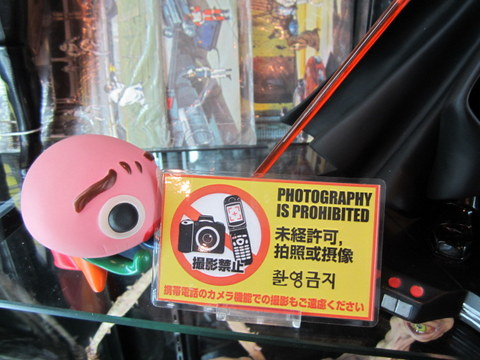 PHOTOGRAPHY
IS PROHIBITED
未経許可,
拍照或摂像
촬영금지
撮影禁止
携帯電話のカメラ機能での撮影もご遠慮ください